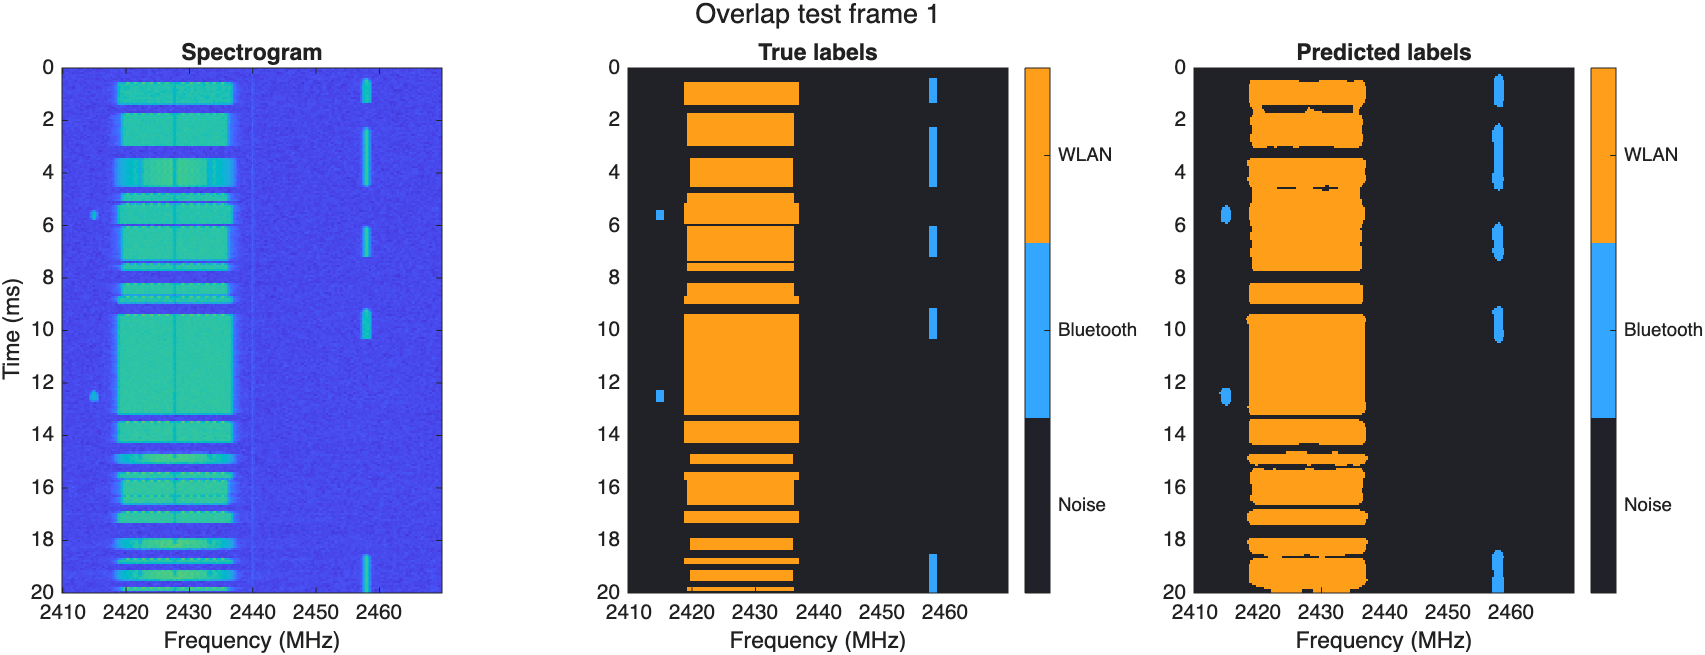 Overlap test frame 1
Spectrogram
True labels
Predicted labels
0
2
4
6
8
10
12
14
16
18
20
Time (ms)
2410 2420 2430 2440 2450 2460
Frequency (MHz)
0
2
4
6
8
10
12
14
16
18
20
2410 2420 2430 2440 2450 2460
Frequency (MHz)
WLAN
Bluetooth
Noise
0
2
4
6
8
10
12
14
16
18
20
2410 2420 2430 2440 2450 2460
Frequency (MHz)
WLAN
Bluetooth
Noise